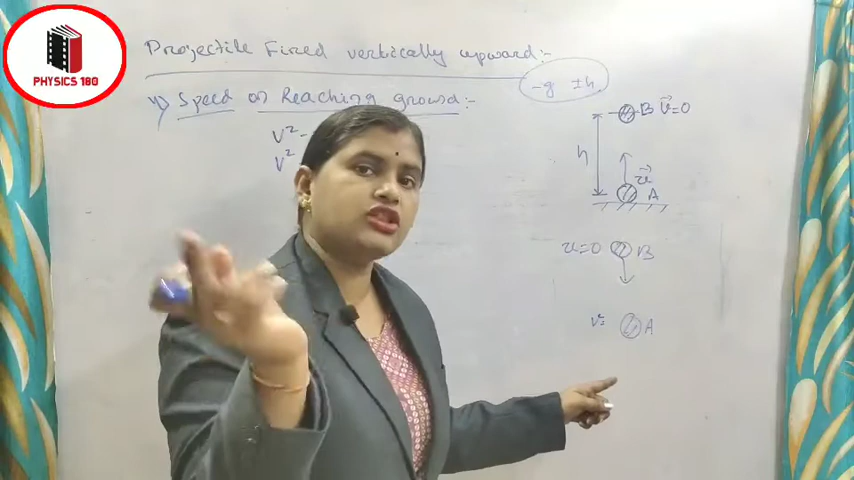 PHYSICS 180
Projectile Fired vertically upward:-
-g ±h
Speed on Reaching ground:-
V²-
V²
B v=0
h
u
A
u=0 B
v= A